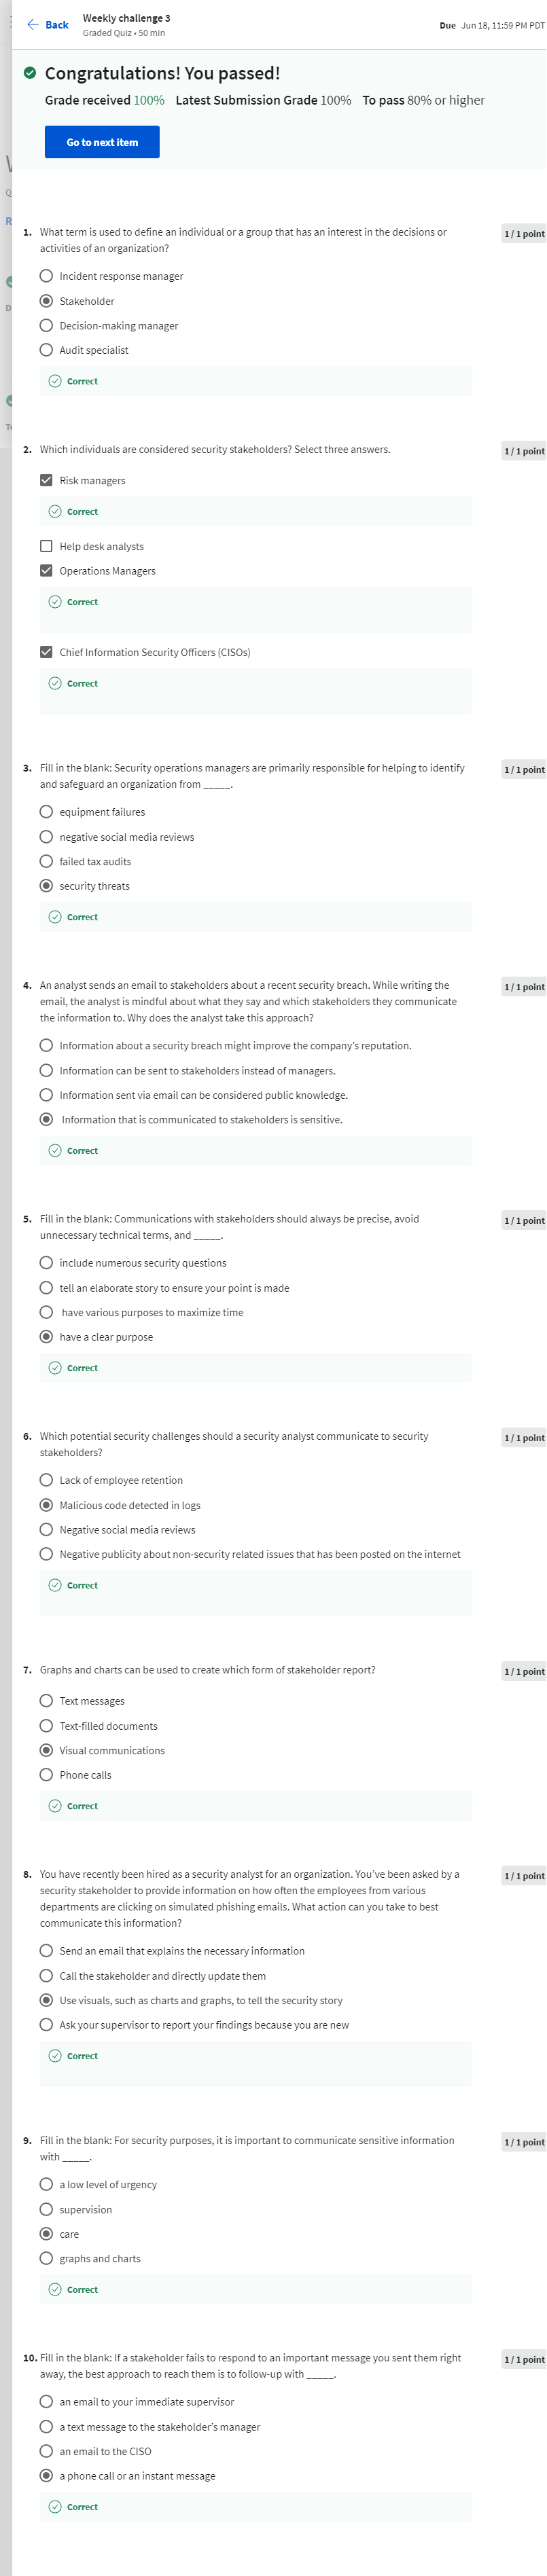 Back
Weekly challenge 3
Graded Quiz • 50 min
Due Jun 18, 11:59 PM PDT
Congratulations! You passed!
Grade received 100% Latest Submission Grade 100% To pass 80% or higher
Go to next item
1. What term is used to define an individual or a group that has an interest in the decisions or
activities of an organization?
1 / 1 point
Incident response manager
Stakeholder
Decision-making manager
Audit specialist
Correct
2. Which individuals are considered security stakeholders? Select three answers.
1 / 1 point
Risk managers
Correct
Help desk analysts
Operations Managers
Correct
Chief Information Security Officers (CISOs)
Correct
3. Fill in the blank: Security operations managers are primarily responsible for helping to identify
and safeguard an organization from _____.
1 / 1 point
equipment failures
negative social media reviews
failed tax audits
security threats
Correct
4. An analyst sends an email to stakeholders about a recent security breach. While writing the
email, the analyst is mindful about what they say and which stakeholders they communicate
the information to. Why does the analyst take this approach?
1 / 1 point
Information about a security breach might improve the company’s reputation.
Information can be sent to stakeholders instead of managers.
Information sent via email can be considered public knowledge.
Information that is communicated to stakeholders is sensitive.
Correct
5. Fill in the blank: Communications with stakeholders should always be precise, avoid
unnecessary technical terms, and _____.
1 / 1 point
include numerous security questions
tell an elaborate story to ensure your point is made
have various purposes to maximize time
have a clear purpose
Correct
6. Which potential security challenges should a security analyst communicate to security
stakeholders?
1 / 1 point
Lack of employee retention
Malicious code detected in logs
Negative social media reviews
Negative publicity about non-security related issues that has been posted on the internet
Correct
7. Graphs and charts can be used to create which form of stakeholder report?
1 / 1 point
Text messages
Text-filled documents
Visual communications
Phone calls
Correct
8. You have recently been hired as a security analyst for an organization. You’ve been asked by a
security stakeholder to provide information on how often the employees from various
departments are clicking on simulated phishing emails. What action can you take to best
communicate this information?
1 / 1 point
Send an email that explains the necessary information
Call the stakeholder and directly update them
Use visuals, such as charts and graphs, to tell the security story
Ask your supervisor to report your findings because you are new
Correct
9. Fill in the blank: For security purposes, it is important to communicate sensitive information
with _____.
1 / 1 point
a low level of urgency
supervision
care
graphs and charts
Correct
10. Fill in the blank: If a stakeholder fails to respond to an important message you sent them right
away, the best approach to reach them is to follow-up with _____.
1 / 1 point
an email to your immediate supervisor
a text message to the stakeholder’s manager
an email to the CISO
a phone call or an instant message
Correct